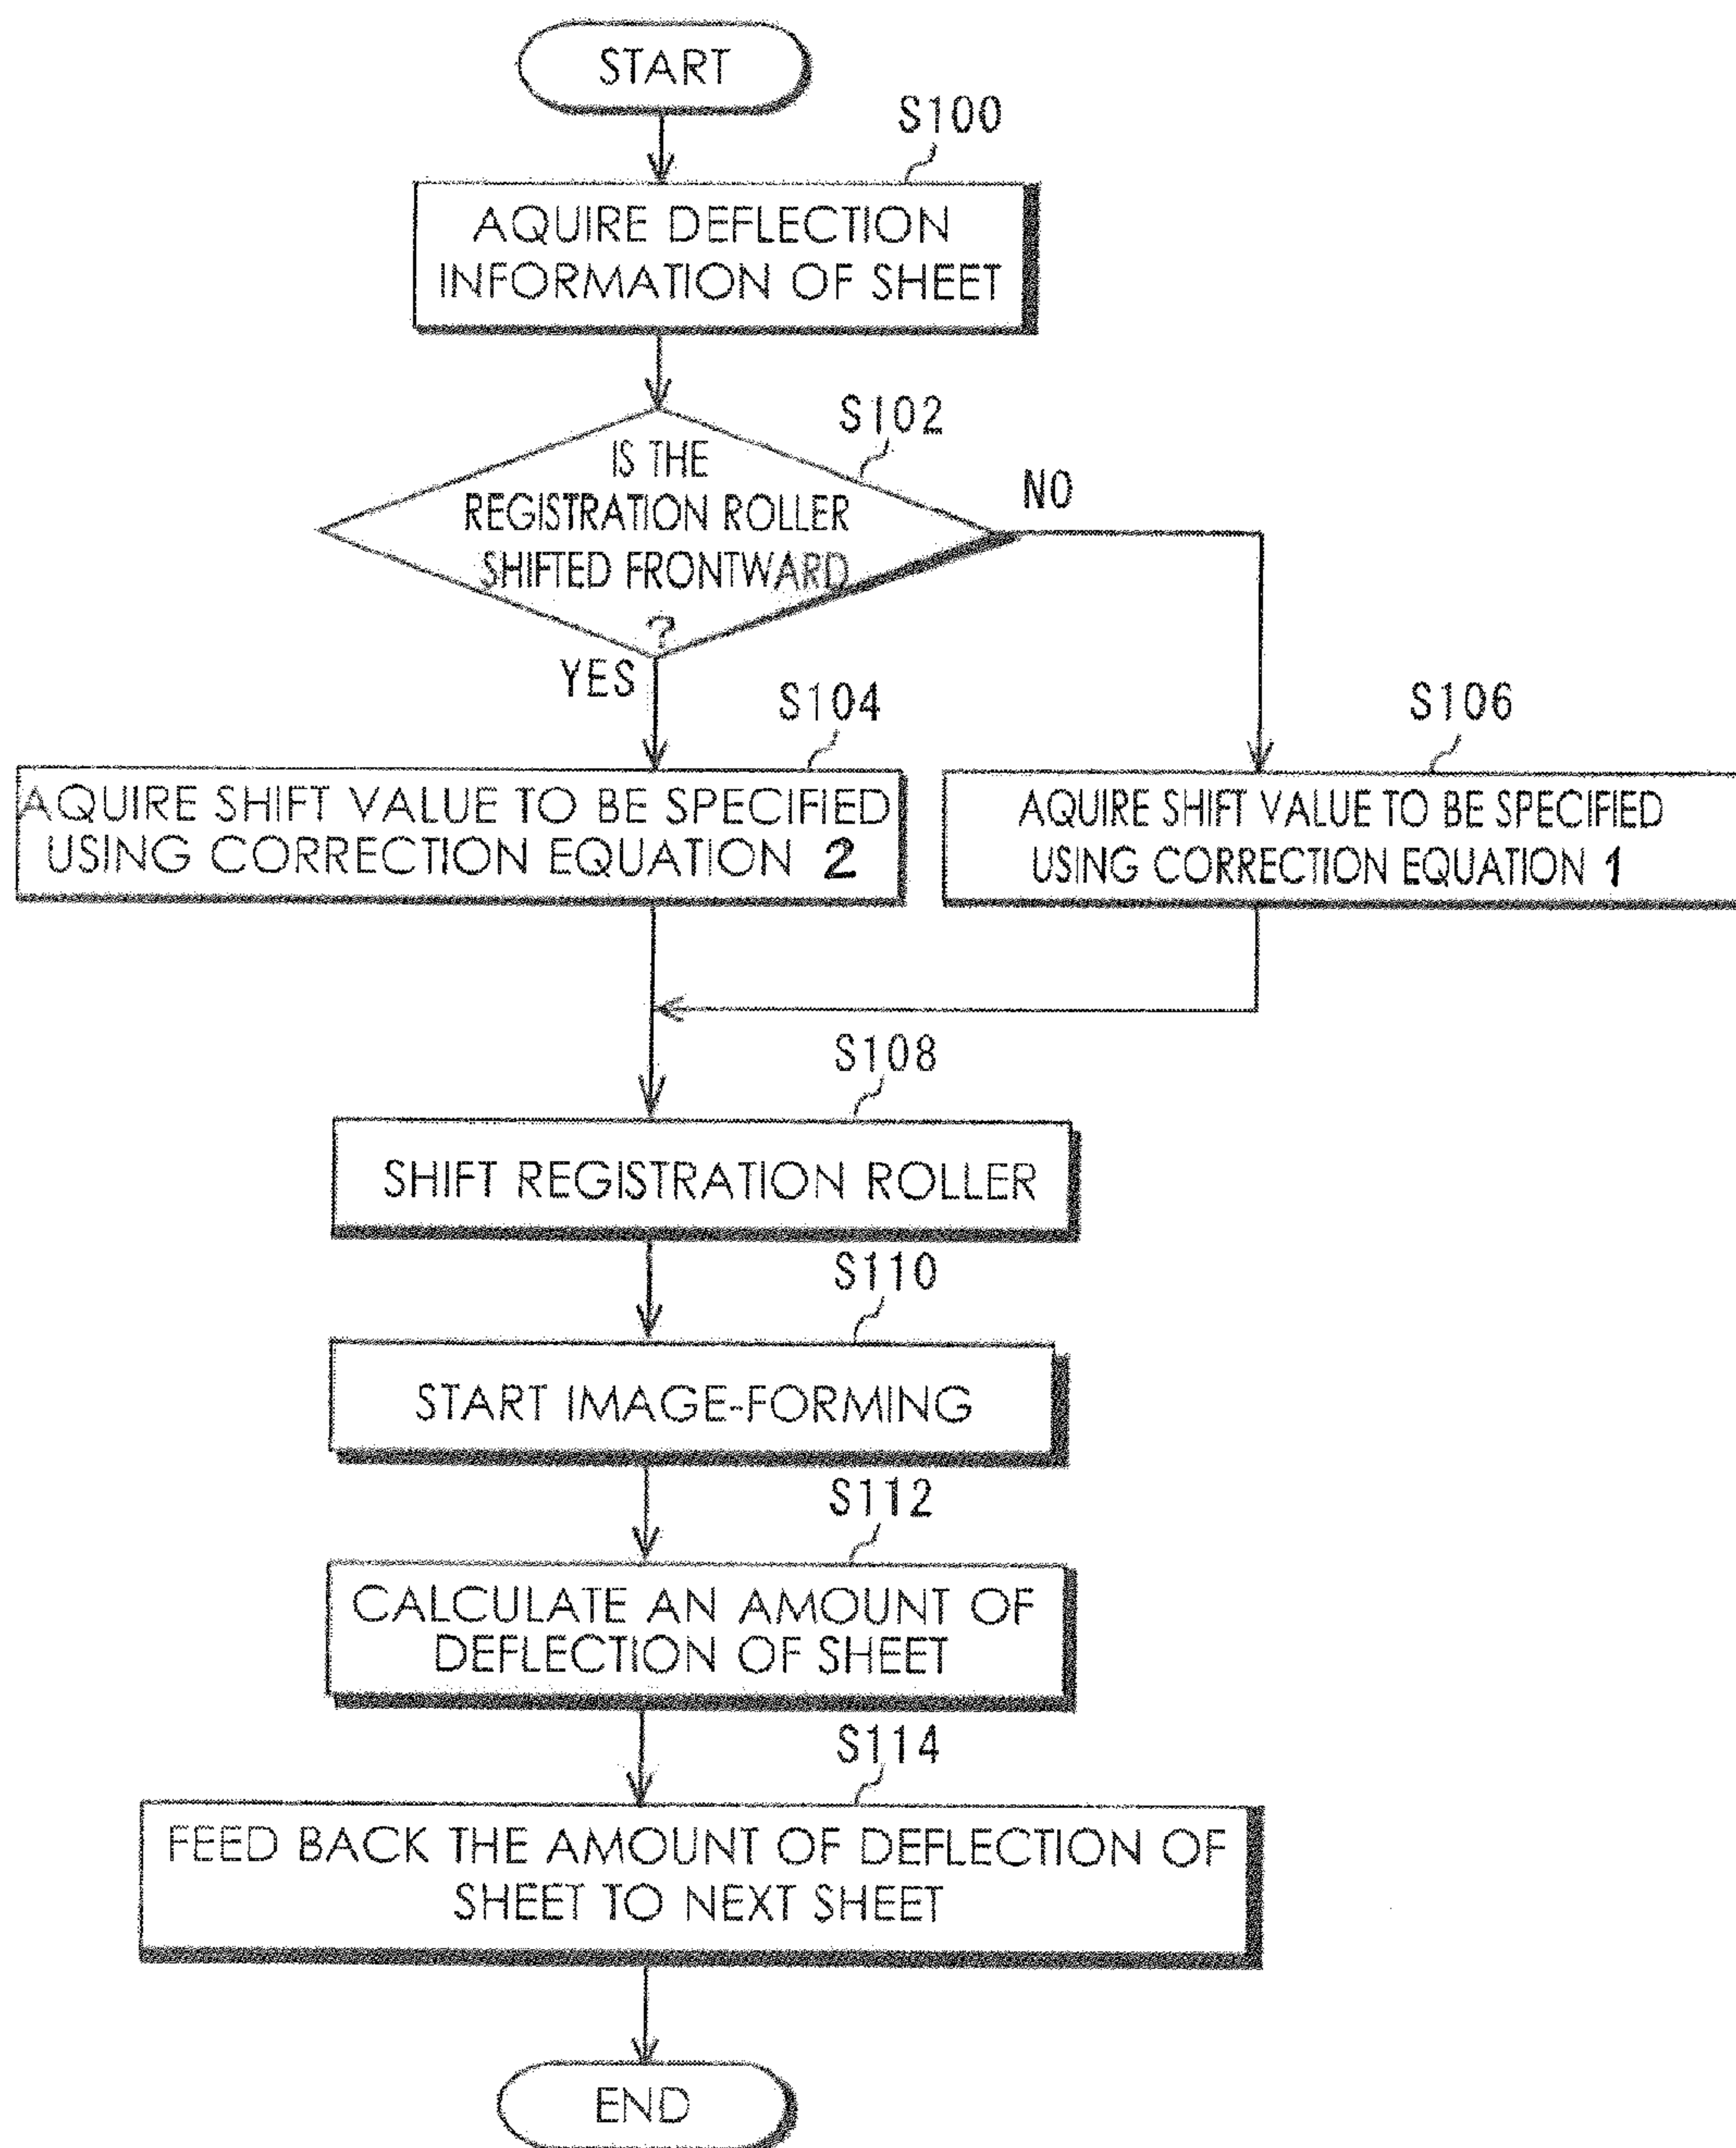 START
S100
AQUIRE DEFLECTION
INFORMATION OF SHEET
S102
IS THE
REGISTRATION ROLLER
SHIFTED FRONTWARD
?
NO
YES
S104
AQUIRE SHIFT VALUE TO BE SPECIFIED
USING CORRECTION EQUATION 2
S106
AQUIRE SHIFT VALUE TO BE SPECIFIED
USING CORRECTION EQUATION 1
S108
SHIFT REGISTRATION ROLLER
S110
START IMAGE-FORMING
S112
CALCULATE AN AMOUNT OF
DEFLECTION OF SHEET
S114
FEED BACK THE AMOUNT OF DEFLECTION OF
SHEET TO NEXT SHEET
END